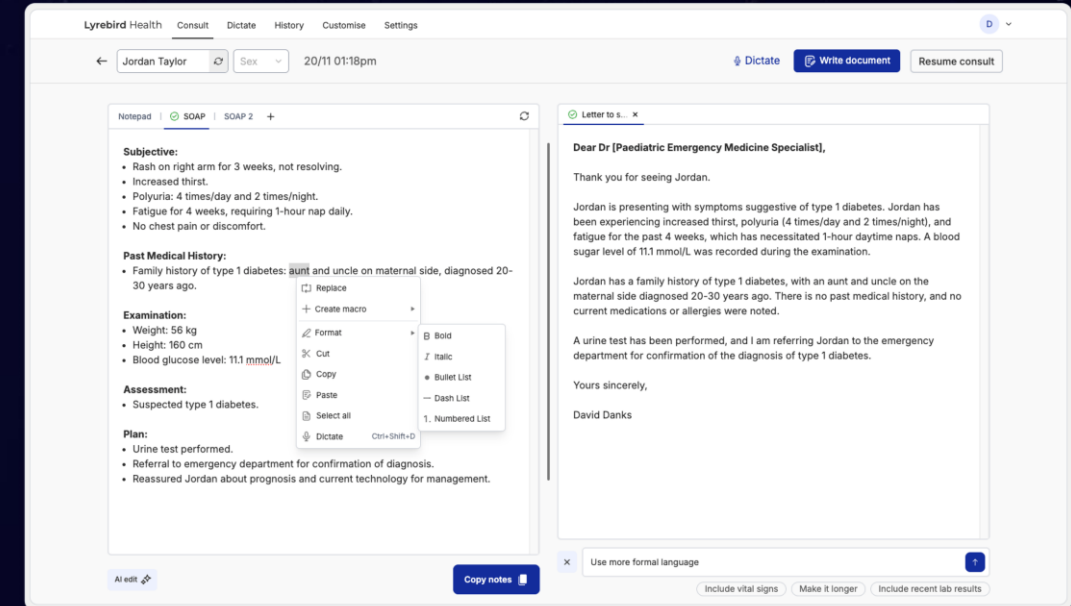 Lyrebird Health Consult Dictate History Customise Settings D
Jordan Taylor Sex 20/11 01:18pm Dictate Write document Resume consult
Notepad SOAP SOAP 2 +
Subjective:
• Rash on right arm for 3 weeks, not resolving.
• Increased thirst.
• Polyuria: 4 times/day and 2 times/night.
• Fatigue for 4 weeks, requiring 1-hour nap daily.
• No chest pain or discomfort.
Past Medical History:
• Family history of type 1 diabetes: aunt and uncle on maternal side, diagnosed 20-
30 years ago.
Examination:
• Weight: 56 kg
• Height: 160 cm
• Blood glucose level: 11.1 mmol/L
Assessment:
• Suspected type 1 diabetes.
Plan:
• Urine test performed.
• Referral to emergency department for confirmation of diagnosis.
• Reassured Jordan about prognosis and current technology for management.
Replace
Create macro
Format
Cut
Copy
Paste
Select all
Dictate Ctrl+Shift+D
B Bold
I Italic
Bullet List
Dash List
1. Numbered List
AI edit
Copy notes
Letter to s... ×
Dear Dr [Paediatric Emergency Medicine Specialist],
Thank you for seeing Jordan.
Jordan is presenting with symptoms suggestive of type 1 diabetes. Jordan has
been experiencing increased thirst, polyuria (4 times/day and 2 times/night), and
fatigue for the past 4 weeks, which has necessitated 1-hour daytime naps. A blood
sugar level of 11.1 mmol/L was recorded during the examination.
Jordan has a family history of type 1 diabetes, with an aunt and uncle on the
maternal side diagnosed 20-30 years ago. There is no past medical history, and no
current medications or allergies were noted.
A urine test has been performed, and I am referring Jordan to the emergency
department for confirmation of the diagnosis of type 1 diabetes.
Yours sincerely,
David Danks
Use more formal language
Include vital signs Make it longer Include recent lab results